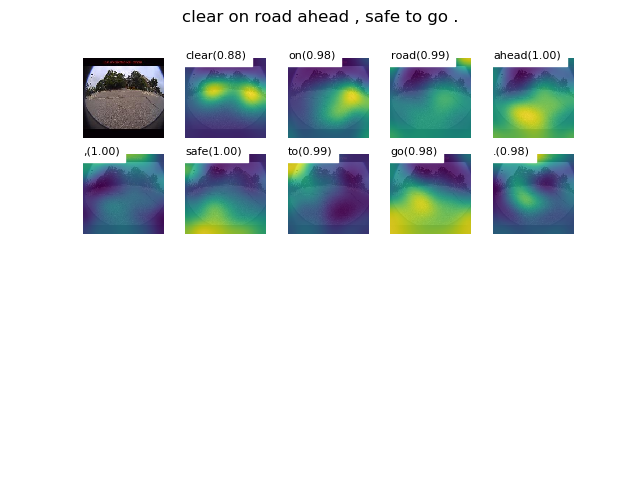 clear on road ahead , safe to go .
clear(0.88) on(0.98) road(0.99) ahead(1.00)
,(1.00) safe(1.00) to(0.99) go(0.98) .(0.98)